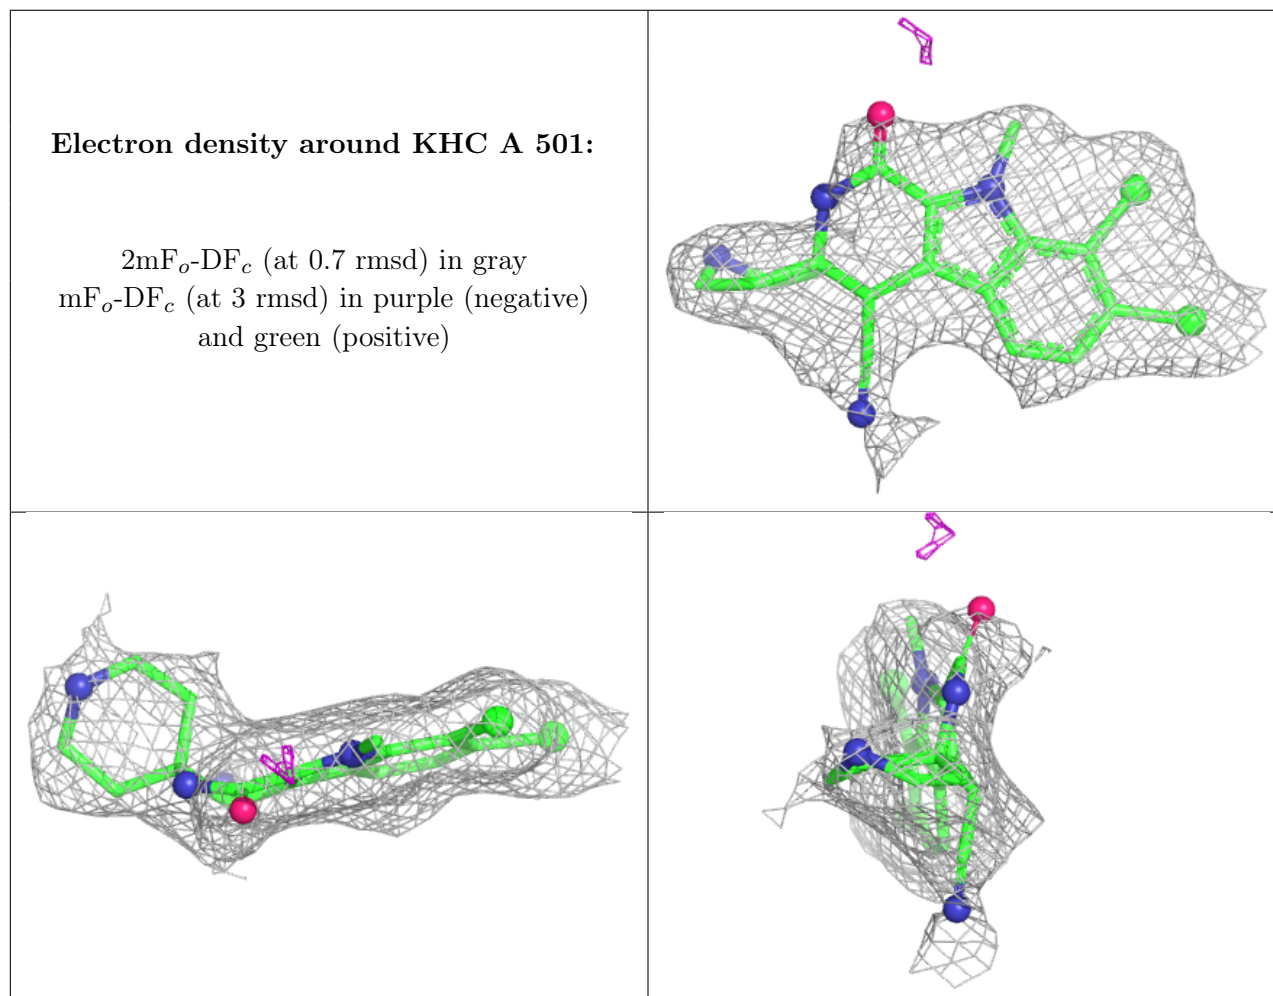 Electron density around KHC A 501:
2mFo-DFc (at 0.7 rmsd) in gray
mFo-DFc (at 3 rmsd) in purple (negative)
and green (positive)